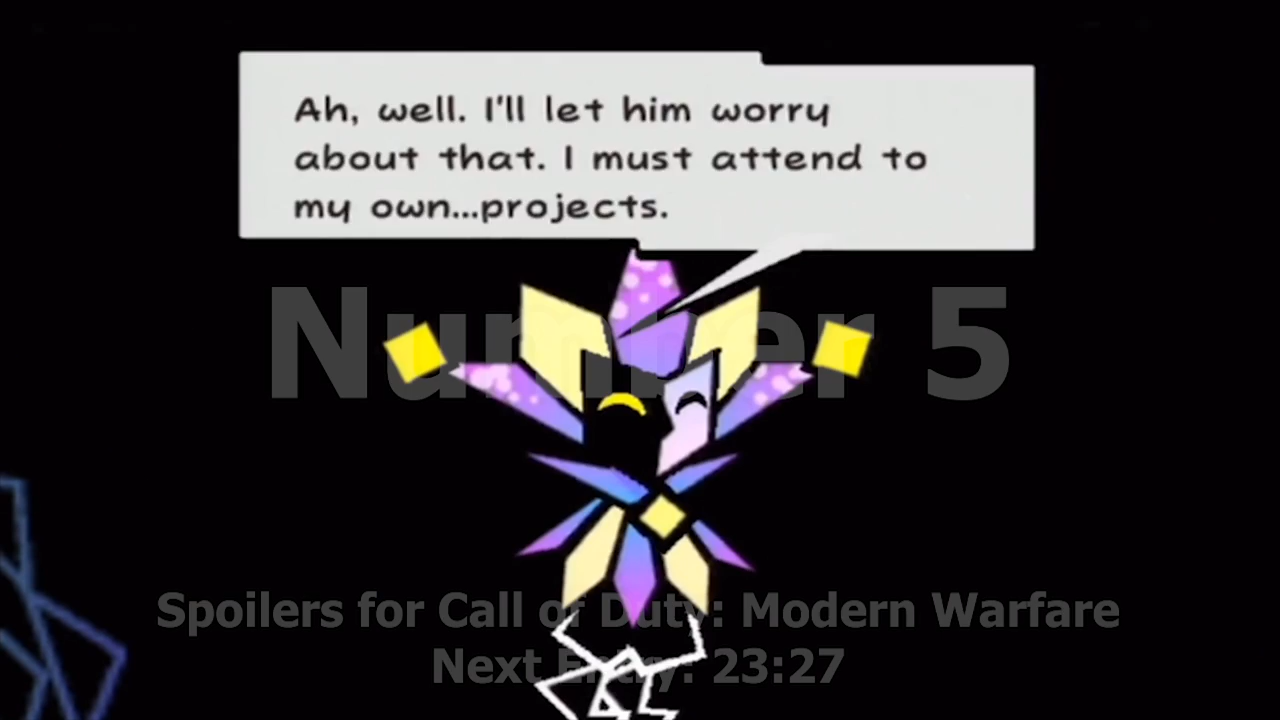 Ah, well. I'll let him worry
about that. I must attend to
my own...projects.
Number 5
Spoilers for Call of Duty: Modern Warfare
Next Entry: 23:27